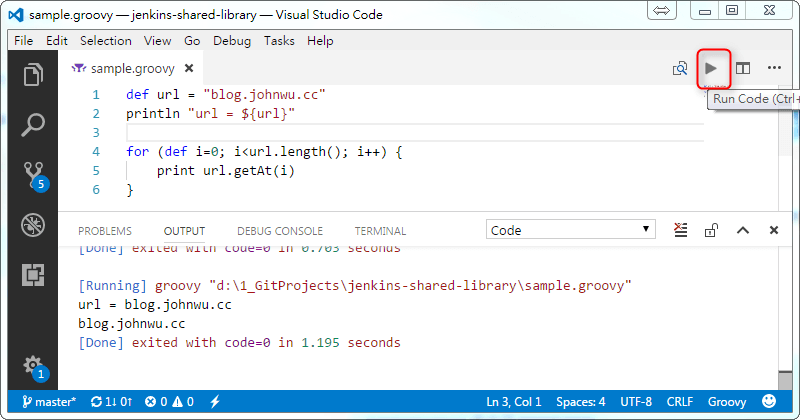 sample.groovy — jenkins-shared-library — Visual Studio Code
File Edit Selection View Go Debug Tasks Help
sample.groovy
Run Code (Ctrl+
1 def url = "blog.johnwu.cc"
2 println "url = ${url}"
3
4 for (def i=0; i<url.length(); i++) {
5 print url.getAt(i)
6 }
5
PROBLEMS OUTPUT DEBUG CONSOLE TERMINAL Code
[Done] exited with code=0 in 0.703 seconds
[Running] groovy "d:\1_GitProjects\jenkins-shared-library\sample.groovy"
url = blog.johnwu.cc
blog.johnwu.cc
[Done] exited with code=0 in 1.195 seconds
1
master* 1↓ 0↑ 0 0 Ln 3, Col 1 Spaces: 4 UTF-8 CRLF Groovy